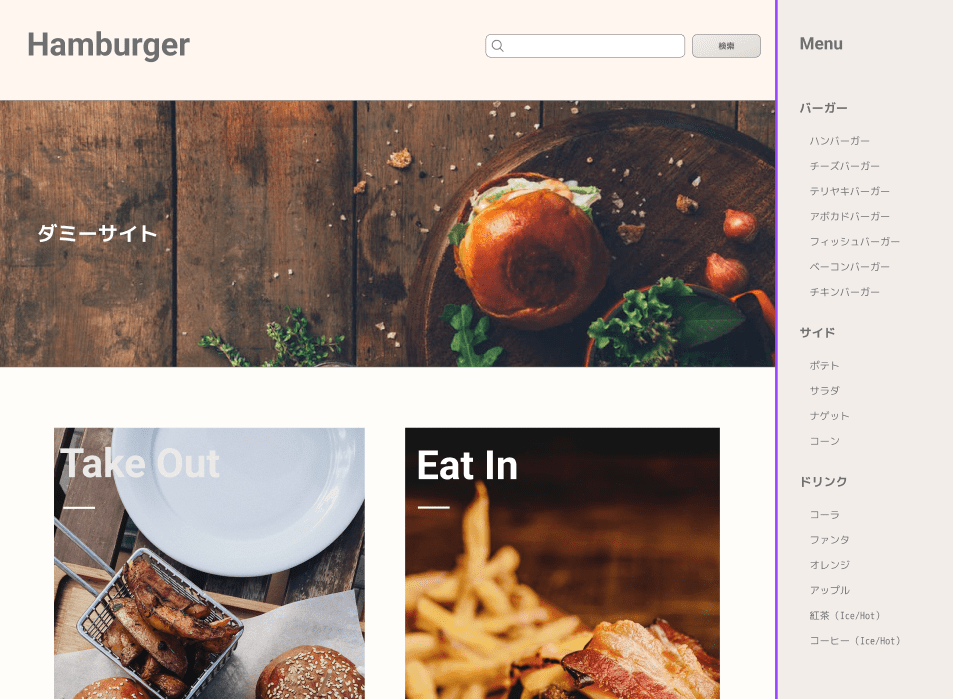 Hamburger
検索
ダミーサイト
Take Out
Eat In
Menu
バーガー
ハンバーガー
チーズバーガー
テリヤキバーガー
アボカドバーガー
フィッシュバーガー
ベーコンバーガー
チキンバーガー
サイド
ポテト
サラダ
ナゲット
コーン
ドリンク
コーラ
ファンタ
オレンジ
アップル
紅茶（Ice/Hot）
コーヒー（Ice/Hot）